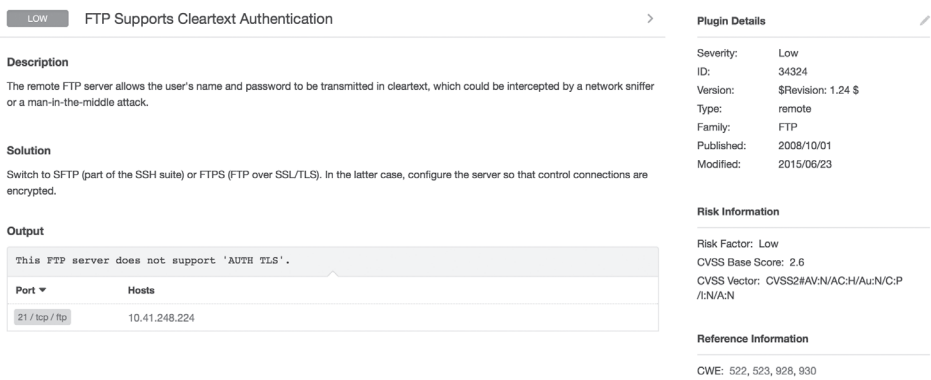 LOW FTP Supports Cleartext Authentication
Description
The remote FTP server allows the user's name and password to be transmitted in cleartext, which could be intercepted by a network sniffer
or a man-in-the-middle attack.
Solution
Switch to SFTP (part of the SSH suite) or FTPS (FTP over SSL/TLS). In the latter case, configure the server so that control connections are
encrypted.
Output
This FTP server does not support 'AUTH TLS'.
Port Hosts
21 / tcp / ftp 10.41.248.224
Plugin Details
Severity: Low
ID: 34324
Version: $Revision: 1.24 $
Type: remote
Family: FTP
Published: 2008/10/01
Modified: 2015/06/23
Risk Information
Risk Factor: Low
CVSS Base Score: 2.6
CVSS Vector: CVSS2#AV:N/AC:H/Au:N/C:P
/I:N/A:N
Reference Information
CWE: 522, 523, 928, 930